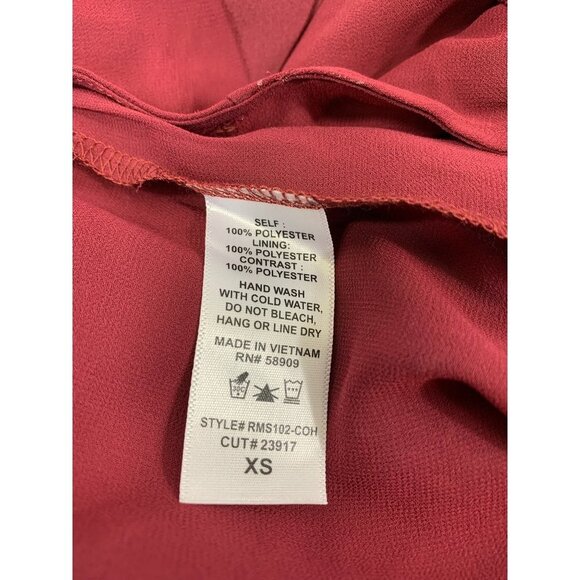 SELF :
100% POLYESTER
LINING:
100% POLYESTER
CONTRAST :
100% POLYESTER
HAND WASH
WITH COLD WATER,
DO NOT BLEACH,
HANG OR LINE DRY
MADE IN VIETNAM
RN# 58909
30C
STYLE# RMS102-COH
CUT# 23917
XS